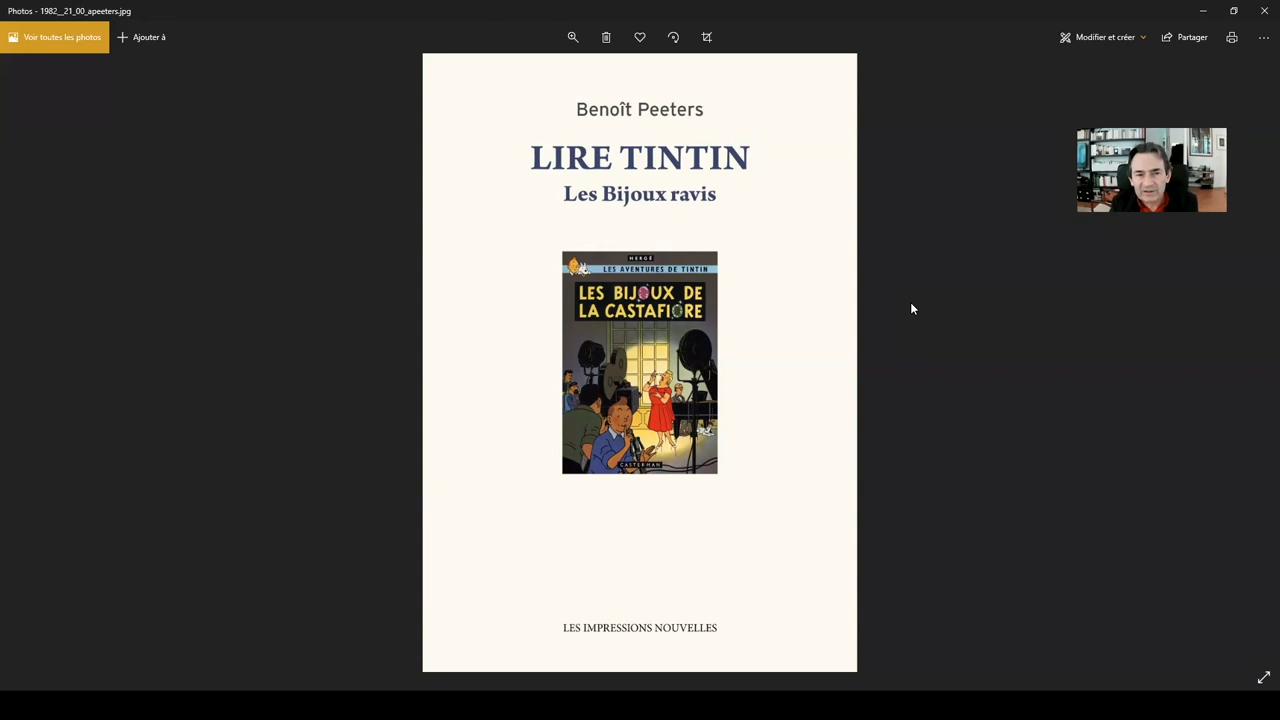 Photos - 1982__21_00_apeeters.jpg
Voir toutes les photos
Ajouter à
Modifier et créer
Partager
Benoît Peeters
LIRE TINTIN
Les Bijoux ravis
HERGÉ
LES AVENTURES DE TINTIN
LES BIJOUX DE
LA CASTAFIORE
CASTERMAN
LES IMPRESSIONS NOUVELLES